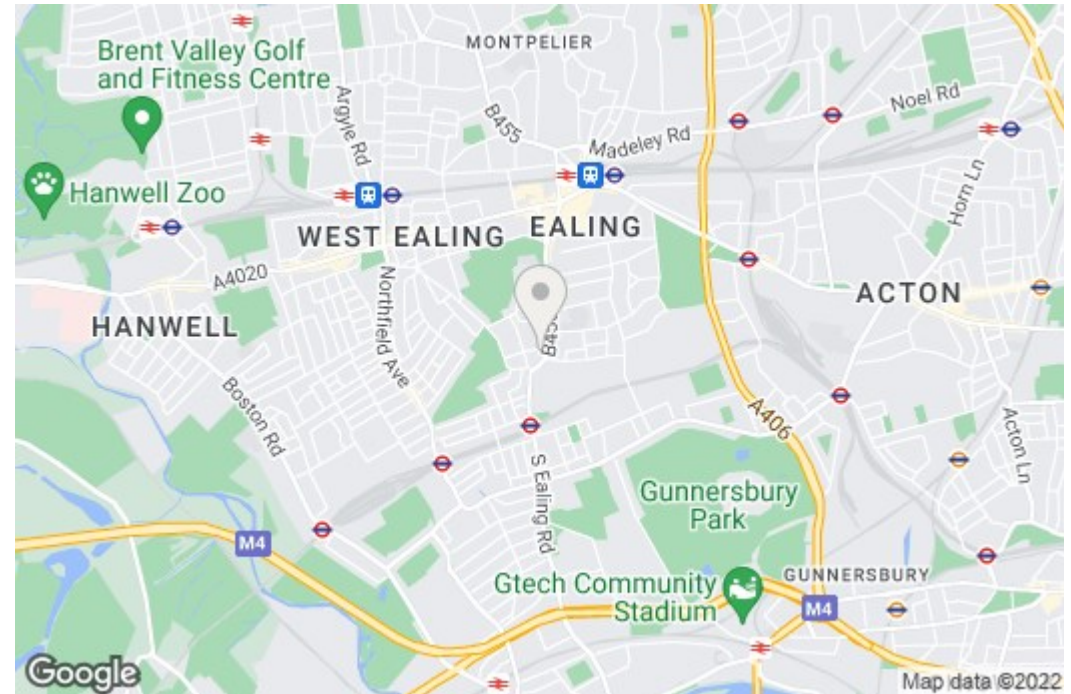 MONTPELIER
Brent Valley Golf
and Fitness Centre
Argyle Rd
B455
Noel Rd
Madeley Rd
Hanwell Zoo
Horn Ln
WEST EALING
EALING
A4020
ACTON
HANWELL
Northfield Ave
Boston Rd
A406
Acton Ln
S Ealing Rd
Gunnersbury
Park
M4
Gtech Community
Stadium
GUNNERSBURY
M4
Google
Map data ©2022